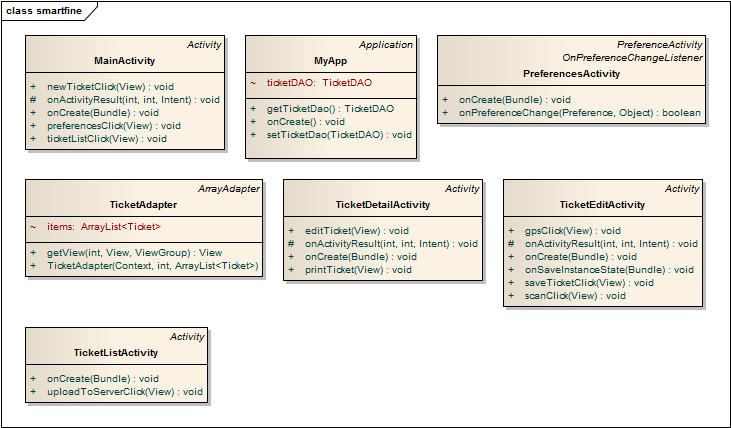 class smartfine
Activity
MainActivity
+ newTicketClick(View) : void
# onActivityResult(int, int, Intent) : void
+ onCreate(Bundle) : void
+ preferencesClick(View) : void
+ ticketListClick(View) : void
Application
MyApp
~ ticketDAO: TicketDAO
+ getTicketDao() : TicketDAO
+ onCreate() : void
+ setTicketDao(TicketDAO) : void
PreferenceActivity
OnPreferenceChangeListener
PreferencesActivity
+ onCreate(Bundle) : void
+ onPreferenceChange(Preference, Object) : boolean
ArrayAdapter
TicketAdapter
~ items: ArrayList<Ticket>
+ getView(int, View, ViewGroup) : View
+ TicketAdapter(Context, int, ArrayList<Ticket>)
Activity
TicketDetailActivity
+ editTicket(View) : void
# onActivityResult(int, int, Intent) : void
+ onCreate(Bundle) : void
+ printTicket(View) : void
Activity
TicketEditActivity
+ gpsClick(View) : void
# onActivityResult(int, int, Intent) : void
+ onCreate(Bundle) : void
+ onSaveInstanceState(Bundle) : void
+ saveTicketClick(View) : void
+ scanClick(View) : void
Activity
TicketListActivity
+ onCreate(Bundle) : void
+ uploadToServerClick(View) : void